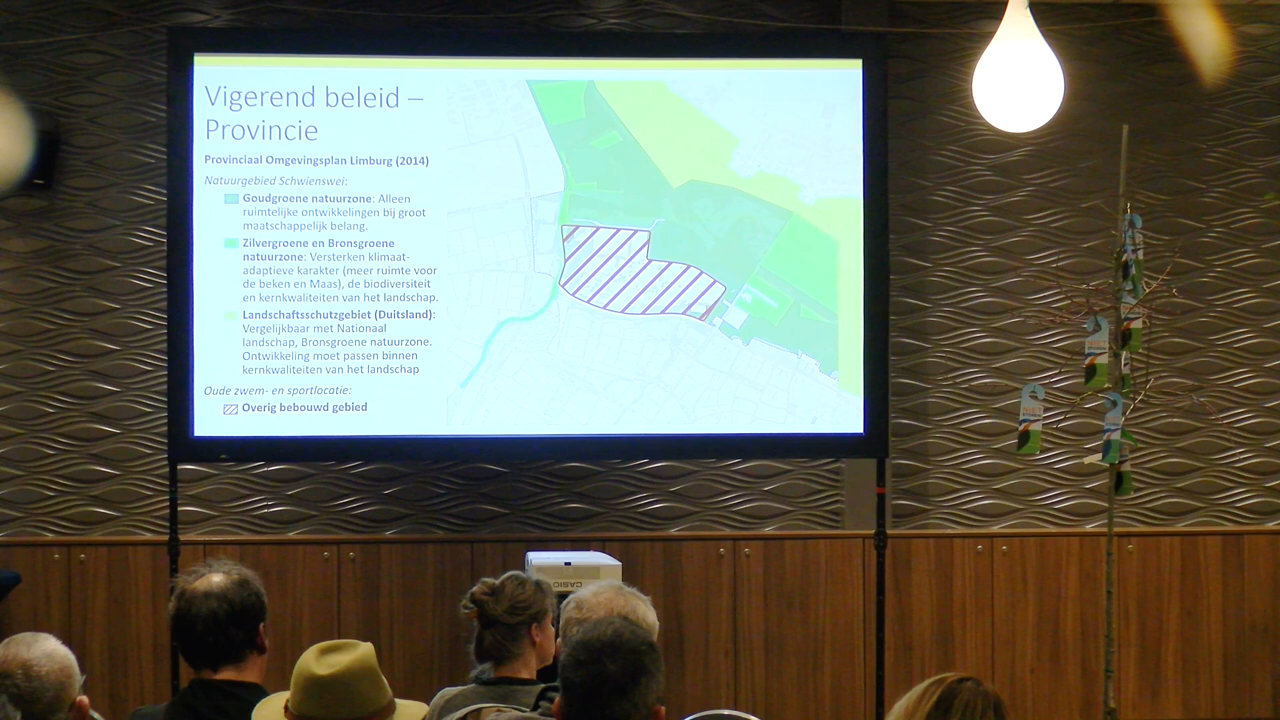 Vigerend beleid –
Provincie
Provinciaal Omgevingsplan Limburg (2014)
Natuurgebied Schwienswei:
Goudgroene natuurzone: Alleen
ruimtelijke ontwikkelingen bij groot
maatschappelijk belang.
Zilvergroene en Bronsgroene
natuurzone: Versterken klimaat-
adaptieve karakter (meer ruimte voor
de beken en Maas), de biodiversiteit
en kernkwaliteiten van het landschap.
Landschaftsschutzgebiet (Duitsland):
Vergelijkbaar met Nationaal
landschap, Bronsgroene natuurzone.
Ontwikkeling moet passen binnen
kernkwaliteiten van het landschap
Oude zwem- en sportlocatie:
Overig bebouwd gebied
NIET
NIET
CASIO